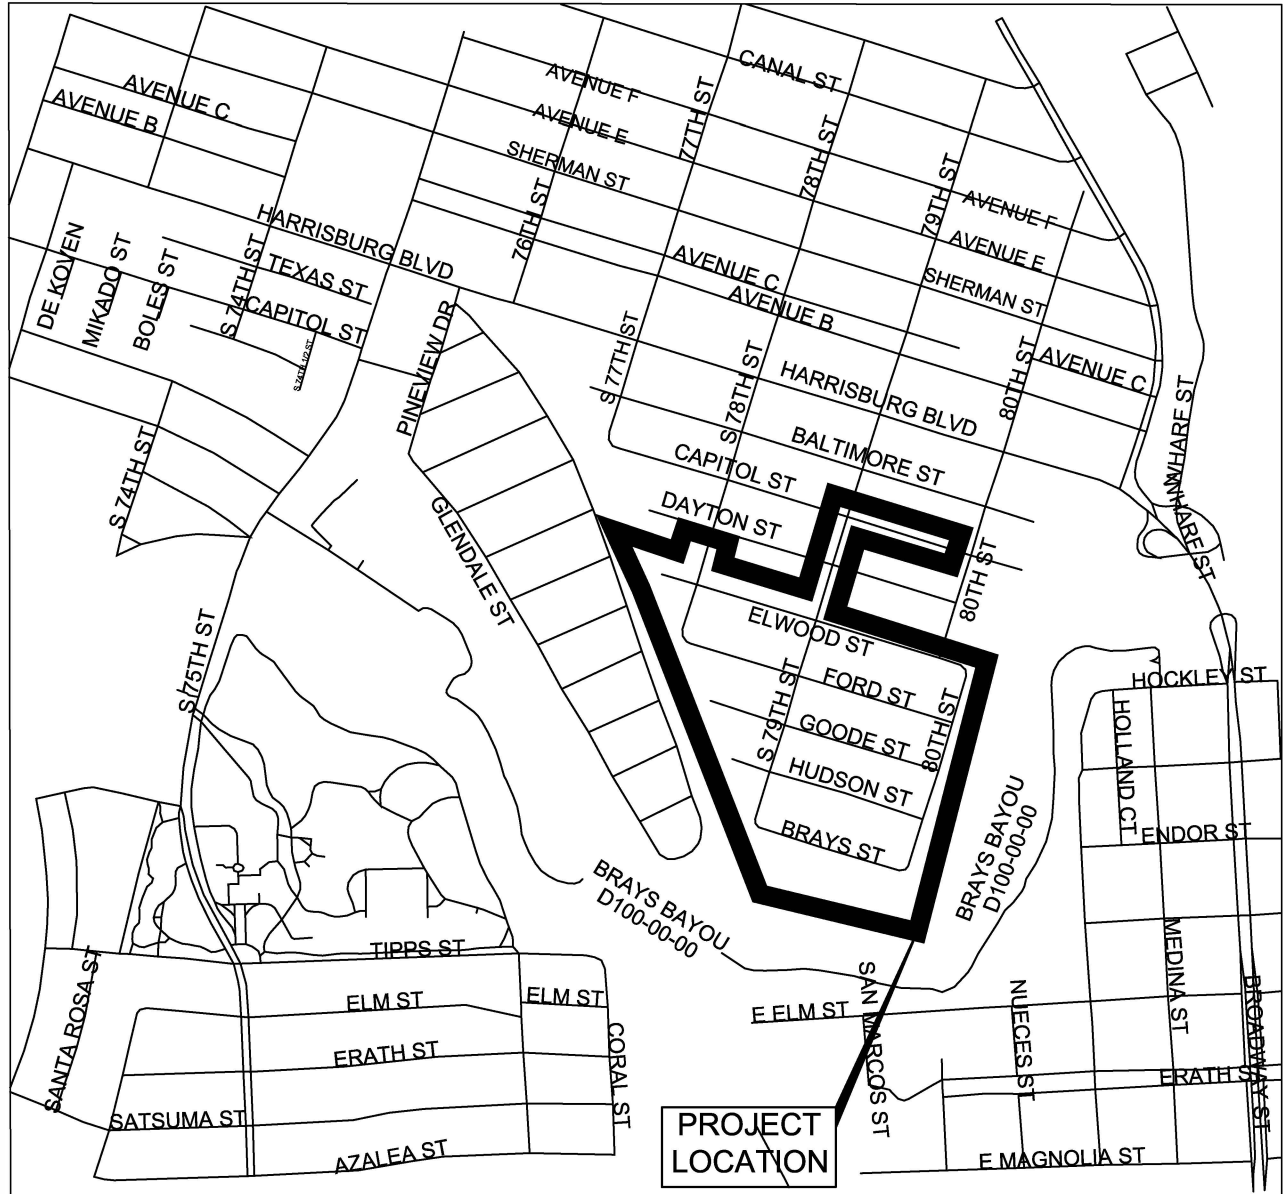 CANAL ST
AVENUE F
AVENUE C
AVENUE B
AVENUE E
77TH ST
78TH ST
SHERMAN ST
79TH ST
AVENUE F
76TH ST
HARRISBURG BLVD
AVENUE E
DE KOVEN
MIKADO ST
BOLES ST
S 74TH ST
TEXAS ST
AVENUE C
SHERMAN ST
AVENUE B
CAPITOL ST
S 74TH 1/2 ST
PINEVIEW DR
S 77TH ST
S 78TH ST
80TH ST
AVENUE C
HARRISBURG BLVD
N WHARF ST
BALTIMORE ST
S 74TH ST
CAPITOL ST
DAYTON ST
WHARF ST
GLENDALE ST
80TH ST
ELWOOD ST
S 75TH ST
FORD ST
HOCKLEY ST
S 79TH ST
80TH ST
HOLLAND CT
GOODE ST
HUDSON ST
BRAYS ST
ENDOR ST
BRAYS BAYOU
D100-00-00
BRAYS BAYOU
D100-00-00
TIPPS ST
SANTA ROSA ST
ELM ST
ELM ST
E ELM ST
SAN MARCOS ST
NUECES ST
MEDINA ST
BROADWAY ST
ERATH ST
CORAL ST
ERATH ST
SATSUMA ST
AZALEA ST
PROJECT
LOCATION
E MAGNOLIA ST